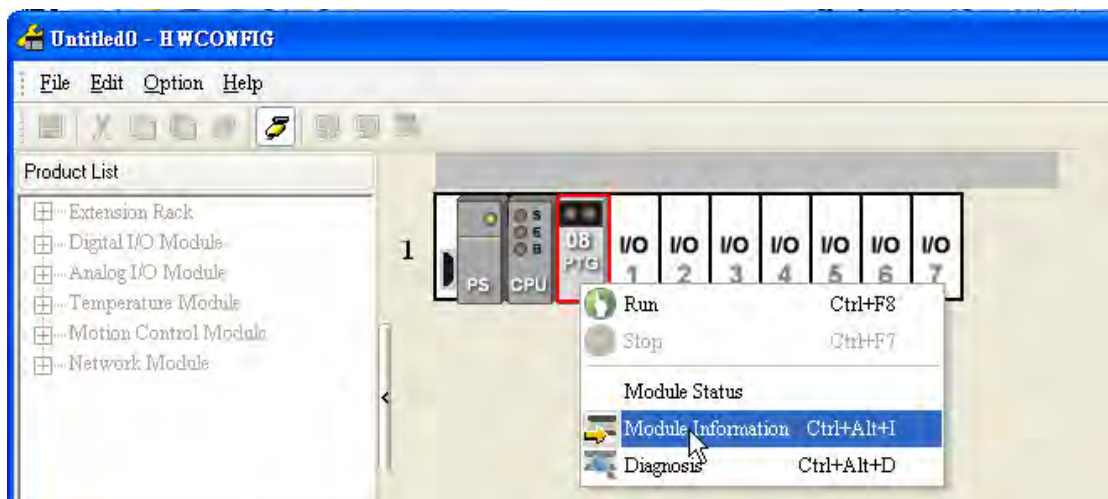 Untitled0 - HWCONFIG
File Edit Option Help
Product List
Extension Rack
Digital I/O Module
Analog I/O Module
Temperature Module
Motion Control Module
Network Module
1
PS
S
E
B
CPU
08
PTG
I/O I/O I/O I/O I/O I/O I/O
1 2 3 4 5 6 7
Run Ctrl+F8
Stop Ctrl+F7
Module Status
Module Information Ctrl+Alt+I
Diagnosis Ctrl+Alt+D